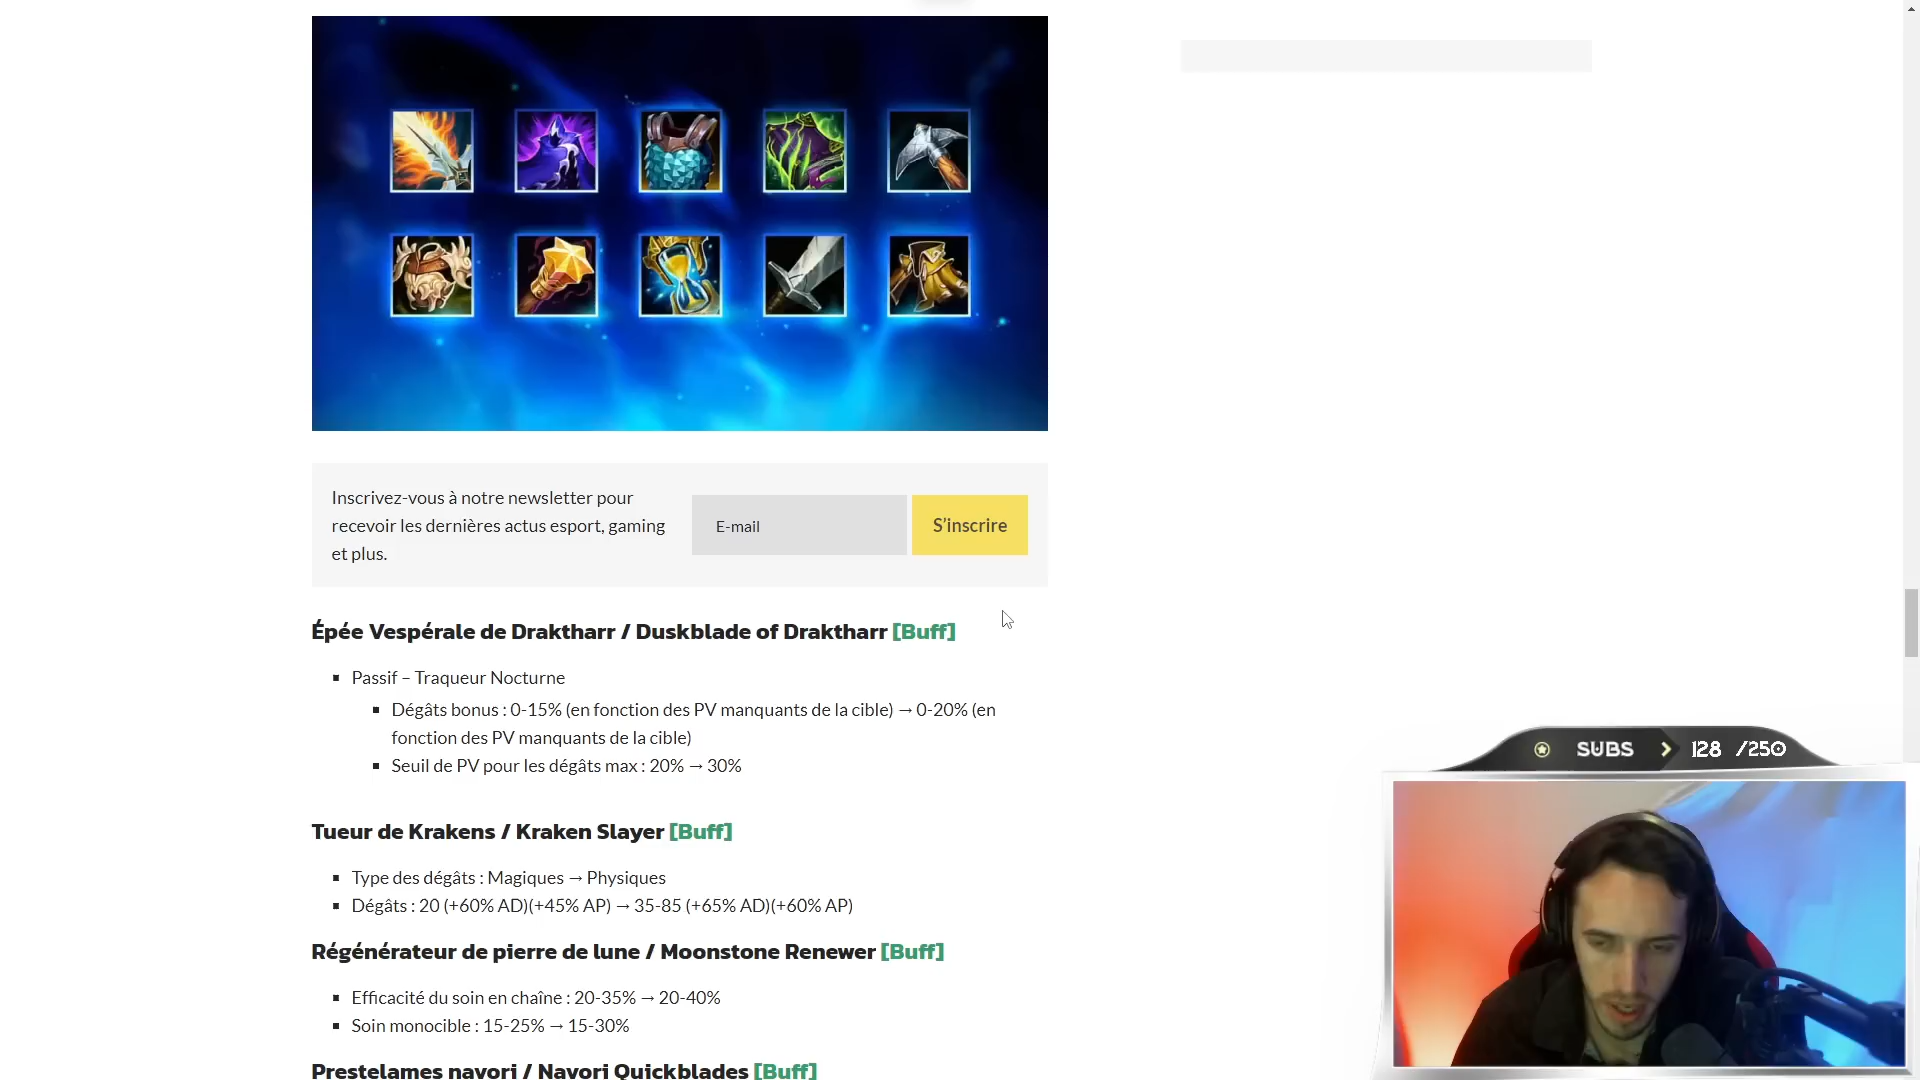 Inscrivez-vous à notre newsletter pour
recevoir les dernières actus esport, gaming
et plus.
E-mail
S'inscrire
Épée Vespérale de Draktharr / Duskblade of Draktharr [Buff]
Passif – Traqueur Nocturne
Dégâts bonus : 0-15% (en fonction des PV manquants de la cible) → 0-20% (en
fonction des PV manquants de la cible)
Seuil de PV pour les dégâts max : 20% → 30%
SUBS 128 /250
Tueur de Krakens / Kraken Slayer [Buff]
Type des dégâts : Magiques → Physiques
Dégâts : 20 (+60% AD)(+45% AP) → 35-85 (+65% AD)(+60% AP)
Régénérateur de pierre de lune / Moonstone Renewer [Buff]
Efficacité du soin en chaîne : 20-35% → 20-40%
Soin monocible : 15-25% → 15-30%
Prestelames navori / Navori Quickblades [Buff]